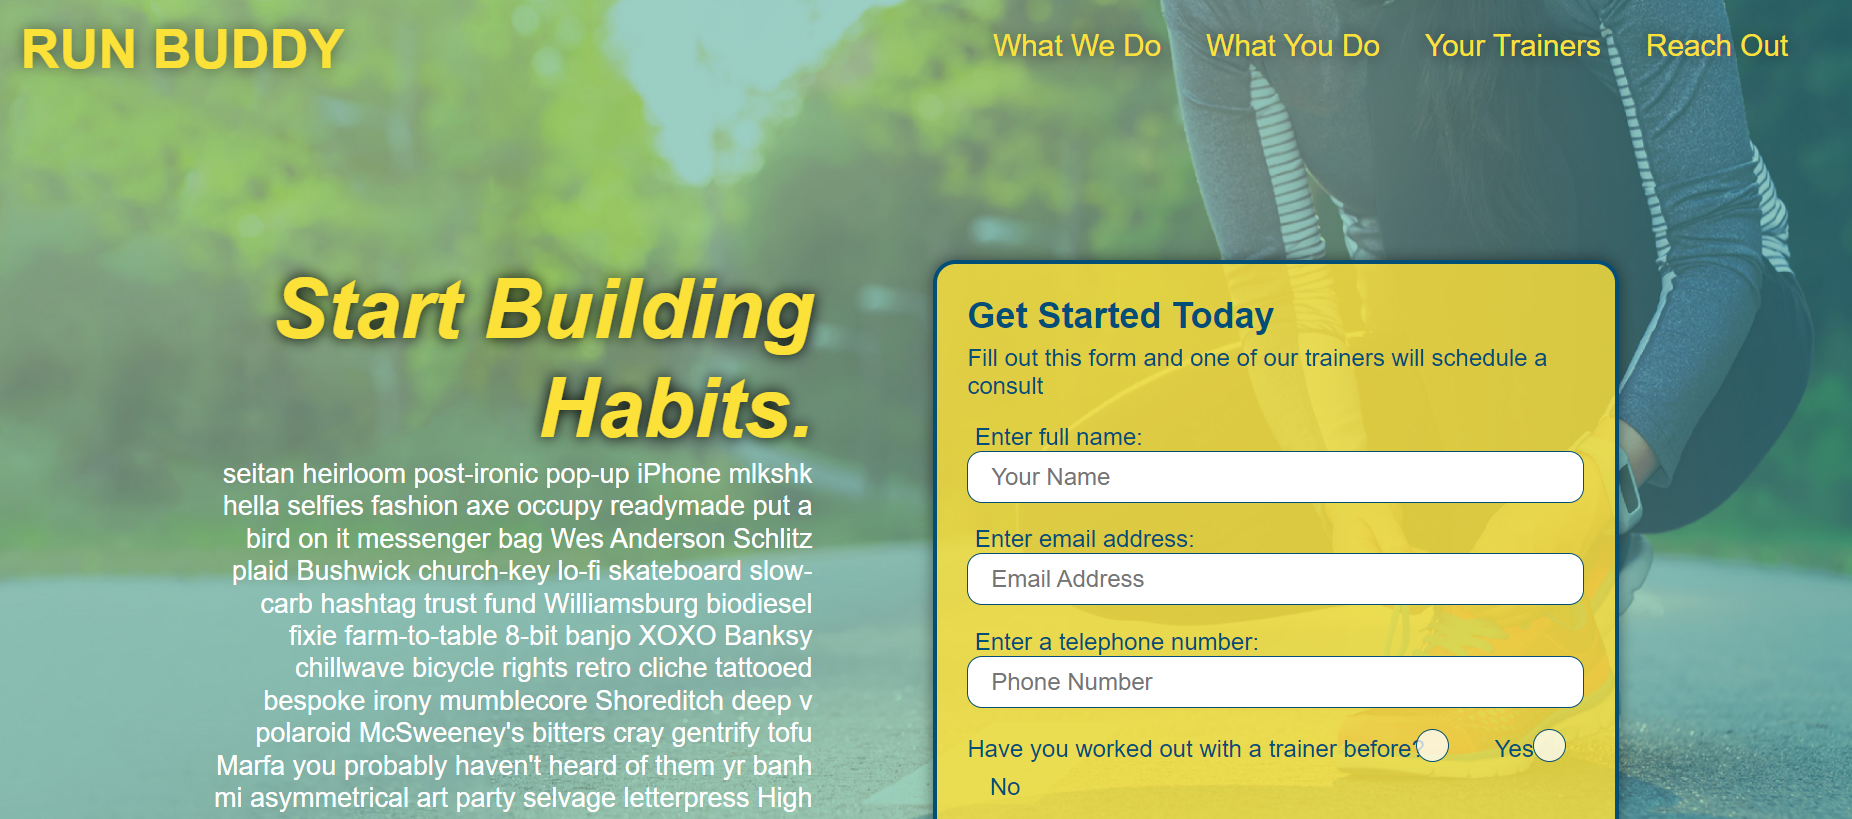 RUN BUDDY
What We Do
What You Do
Your Trainers
Reach Out
Start Building
Habits.
seitan heirloom post-ironic pop-up iPhone mlkshk
hella selfies fashion axe occupy readymade put a
bird on it messenger bag Wes Anderson Schlitz
plaid Bushwick church-key lo-fi skateboard slow-
carb hashtag trust fund Williamsburg biodiesel
fixie farm-to-table 8-bit banjo XOXO Banksy
chillwave bicycle rights retro cliche tattooed
bespoke irony mumblecore Shoreditch deep v
polaroid McSweeney's bitters cray gentrify tofu
Marfa you probably haven't heard of them yr banh
mi asymmetrical art party selvage letterpress High
Get Started Today
Fill out this form and one of our trainers will schedule a
consult
Enter full name:
Your Name
Enter email address:
Email Address
Enter a telephone number:
Phone Number
Have you worked out with a trainer before?
Yes
No